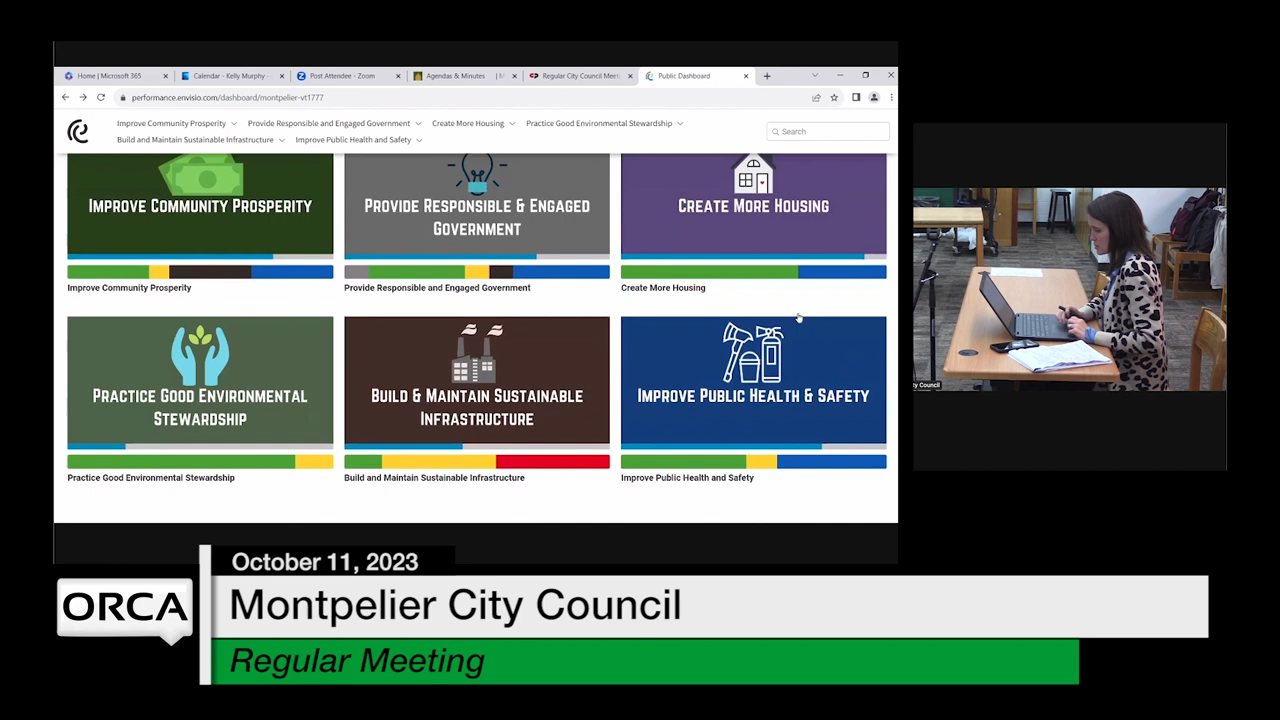 Home | Microsoft 365
Calendar - Kelly Murphy -
Post Attendee - Zoom
Agendas & Minutes
Regular City Council Meeti
Public Dashboard
performance.envisio.com/dashboard/montpelier-vt1777
Improve Community Prosperity
Provide Responsible and Engaged Government
Create More Housing
Practice Good Environmental Stewardship
Search
Build and Maintain Sustainable Infrastructure
Improve Public Health and Safety
IMPROVE COMMUNITY PROSPERITY
PROVIDE RESPONSIBLE & ENGAGED
GOVERNMENT
CREATE MORE HOUSING
Improve Community Prosperity
Provide Responsible and Engaged Government
Create More Housing
PRACTICE GOOD ENVIRONMENTAL
STEWARDSHIP
BUILD & MAINTAIN SUSTAINABLE
INFRASTRUCTURE
IMPROVE PUBLIC HEALTH & SAFETY
Practice Good Environmental Stewardship
Build and Maintain Sustainable Infrastructure
Improve Public Health and Safety
Council
October 11, 2023
ORCA
Montpelier City Council
Regular Meeting